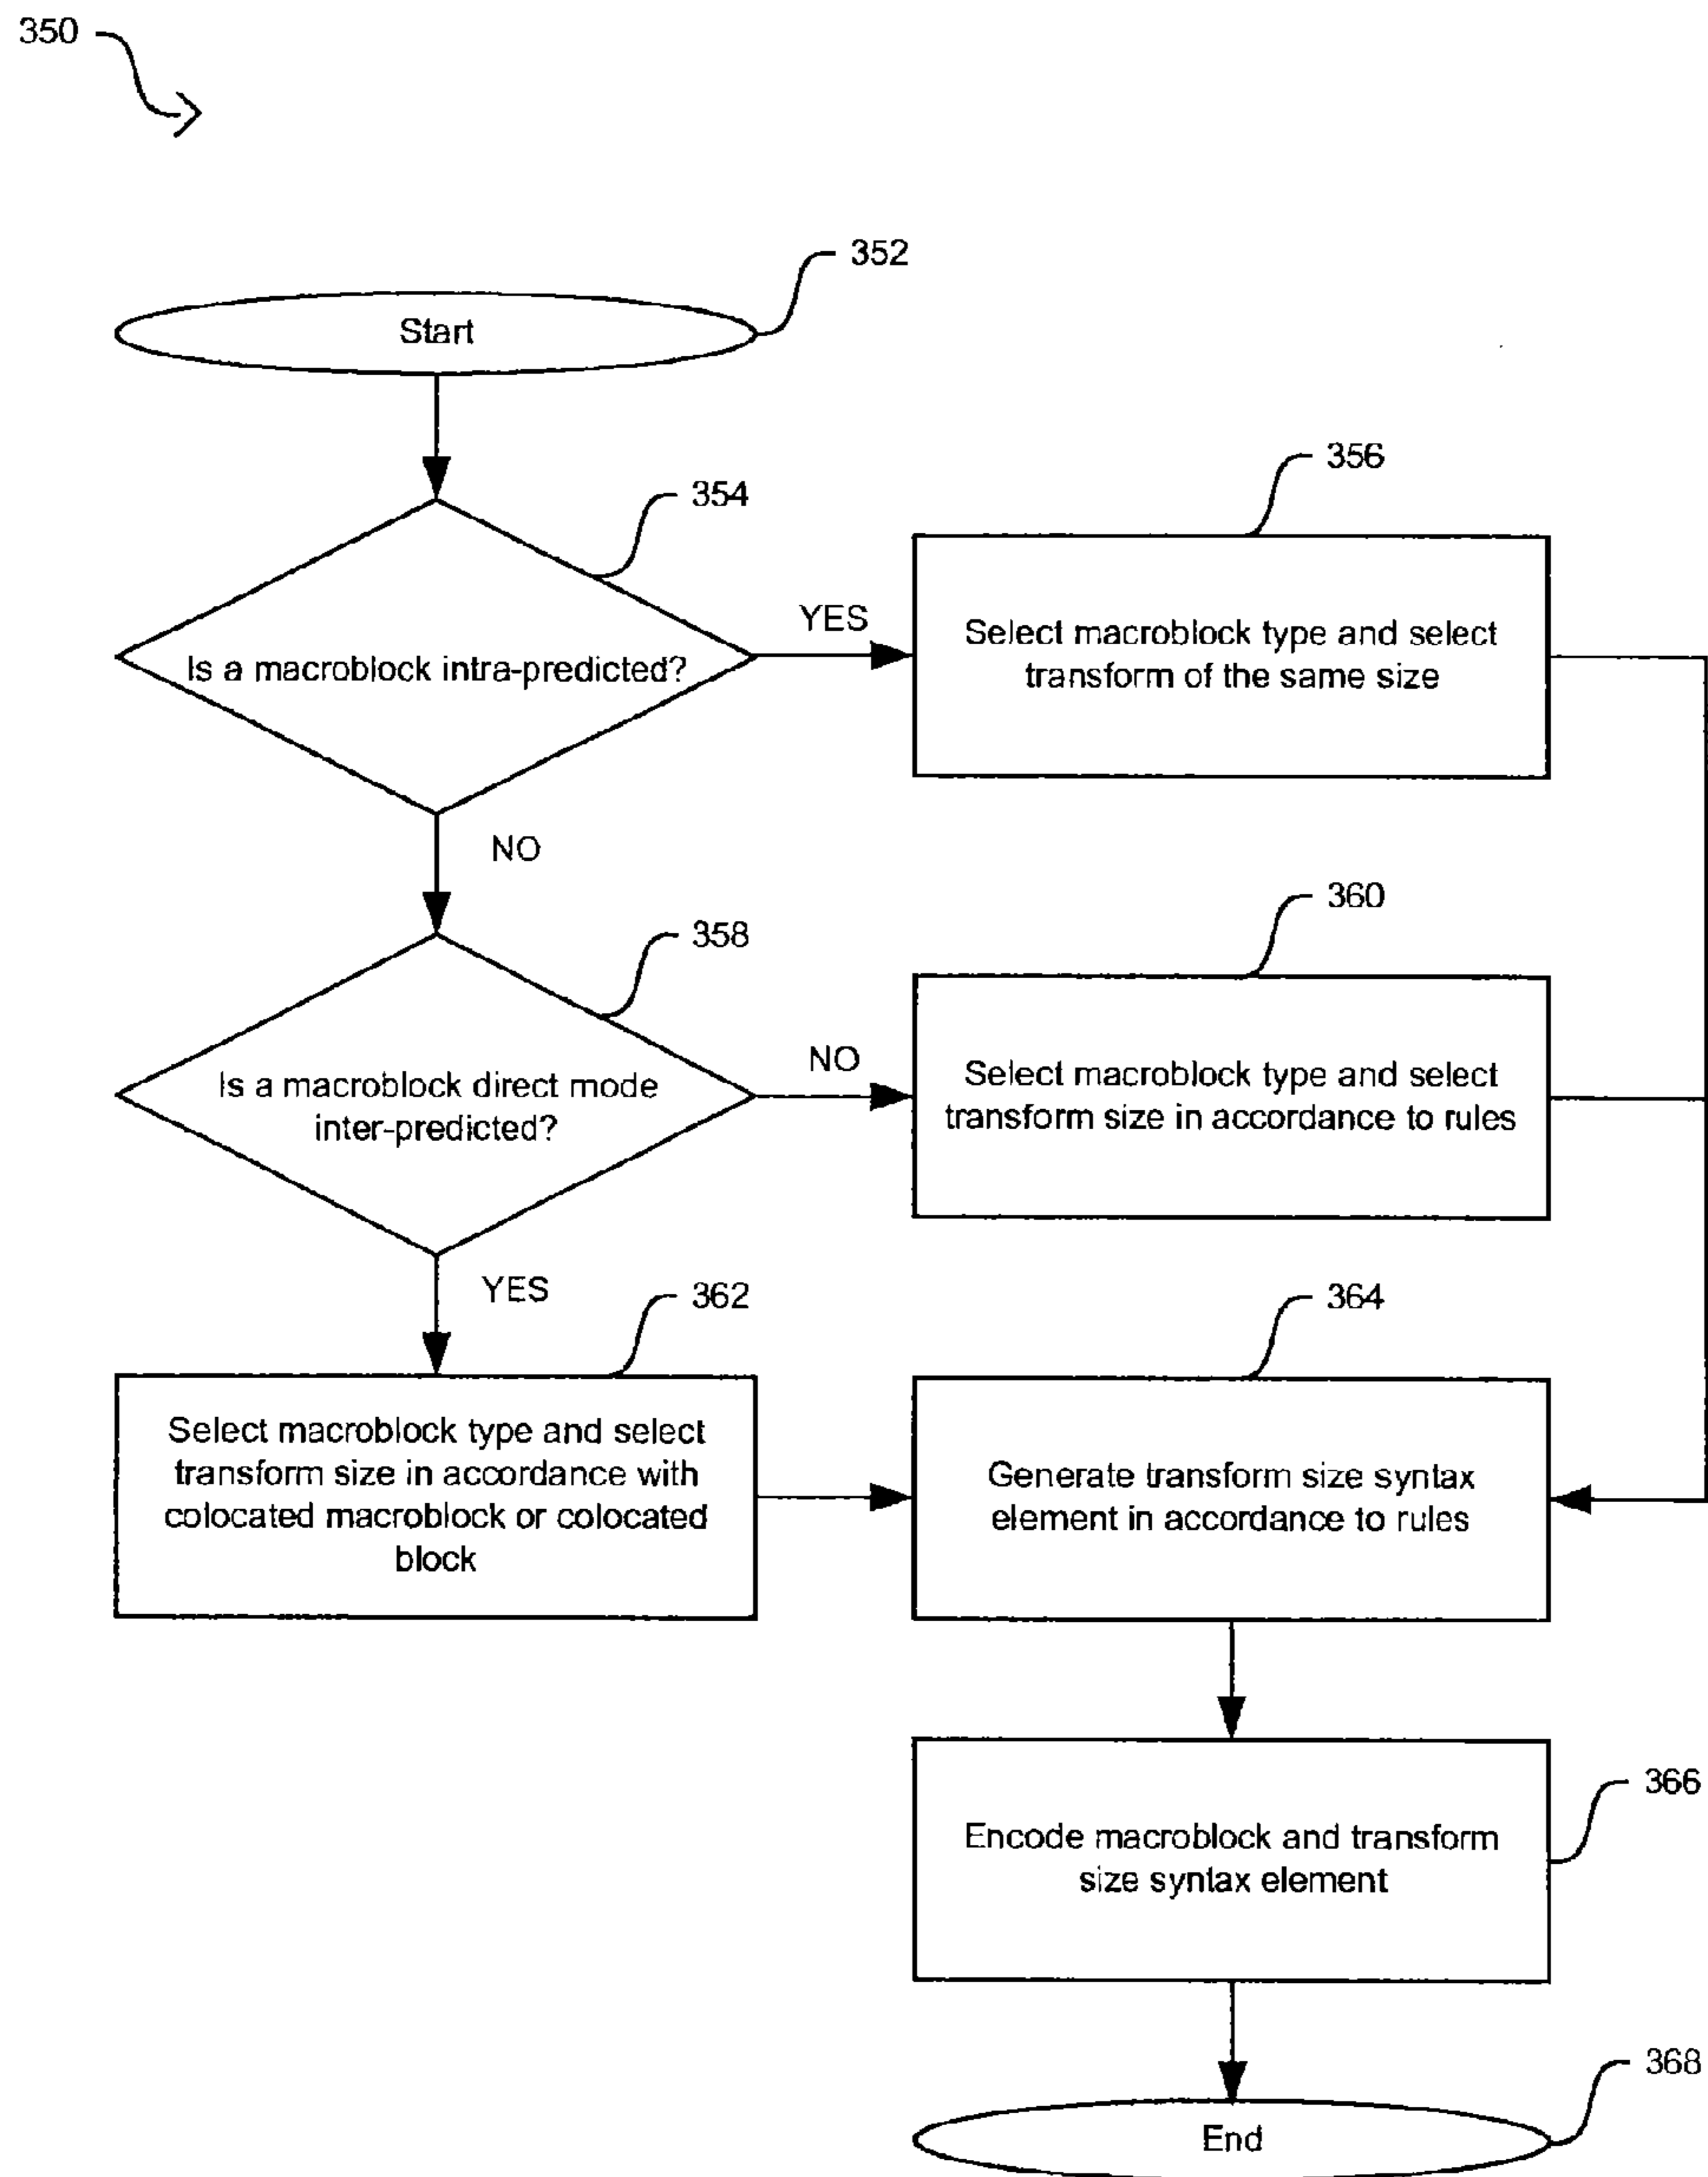 350
352
Start
354
356
YES
Select macroblock type and select
transform of the same size
Is a macroblock intra-predicted?
NO
358
360
NO
Select macroblock type and select
transform size in accordance to rules
Is a macroblock direct mode
inter-predicted?
YES
362
364
Select macroblock type and select
transform size in accordance with
colocated macroblock or colocated
block
Generate transform size syntax
element in accordance to rules
366
Encode macroblock and transform
size syntax element
368
End